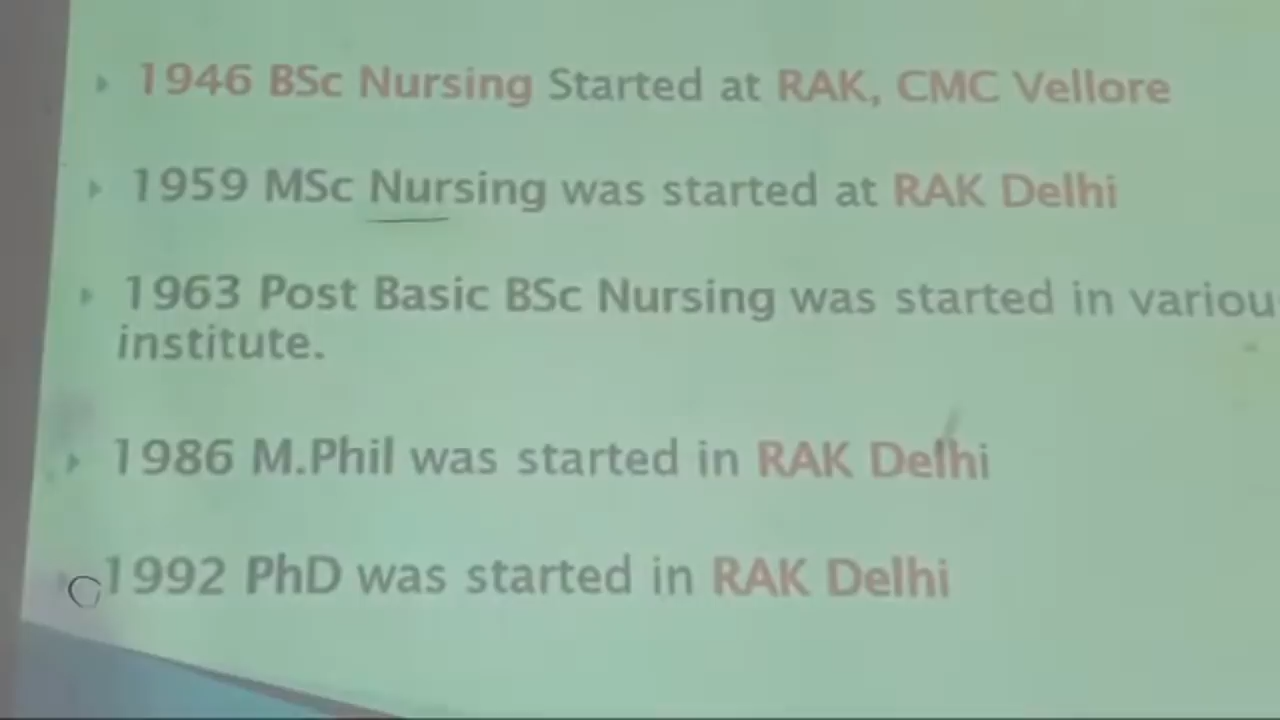 1946 BSc Nursing Started at RAK, CMC Vellore
1959 MSc Nursing was started at RAK Delhi
1963 Post Basic BSc Nursing was started in variou
institute.
1986 M.Phil was started in RAK Delhi
1992 PhD was started in RAK Delhi